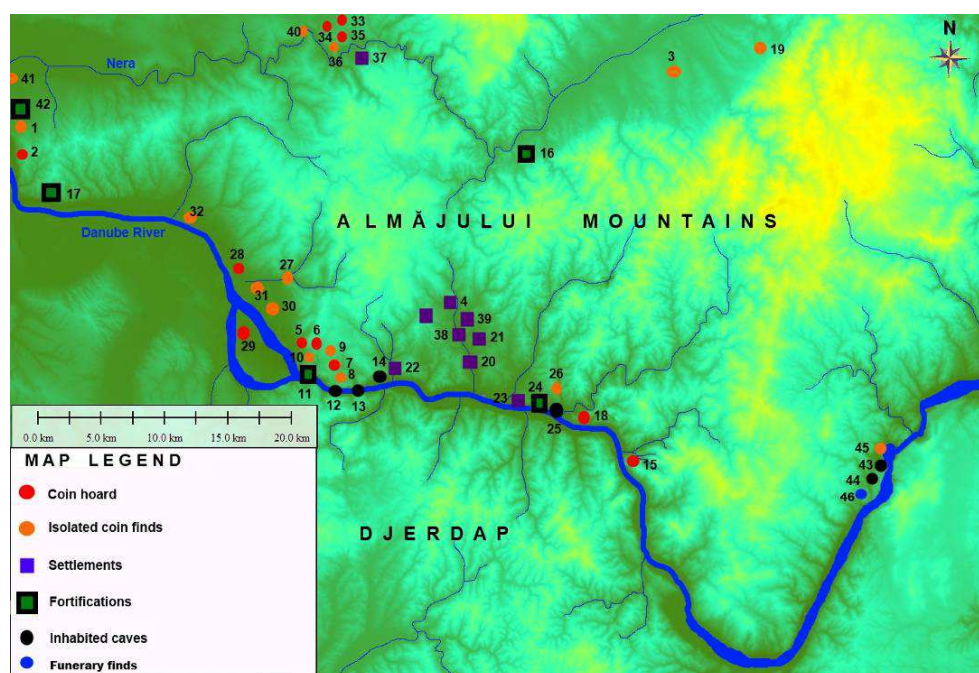 33
40
34
35
N
19
36
37
3
Nera
41
42
1
16
2
17
32
ALMĂJULUI MOUNTAINS
Danube River
28
27
31
4
30
39
5
6
38
21
29
9
10
7
14
20
8
22
26
24
11
23
12
13
18
25
0.0 km
5.0 km
10.0 km
15.0 km
20.0 km
45
15
43
MAP LEGEND
44
46
Coin hoard
Isolated coin finds
DJERDAP
Settlements
Fortifications
Inhabited caves
Funerary finds